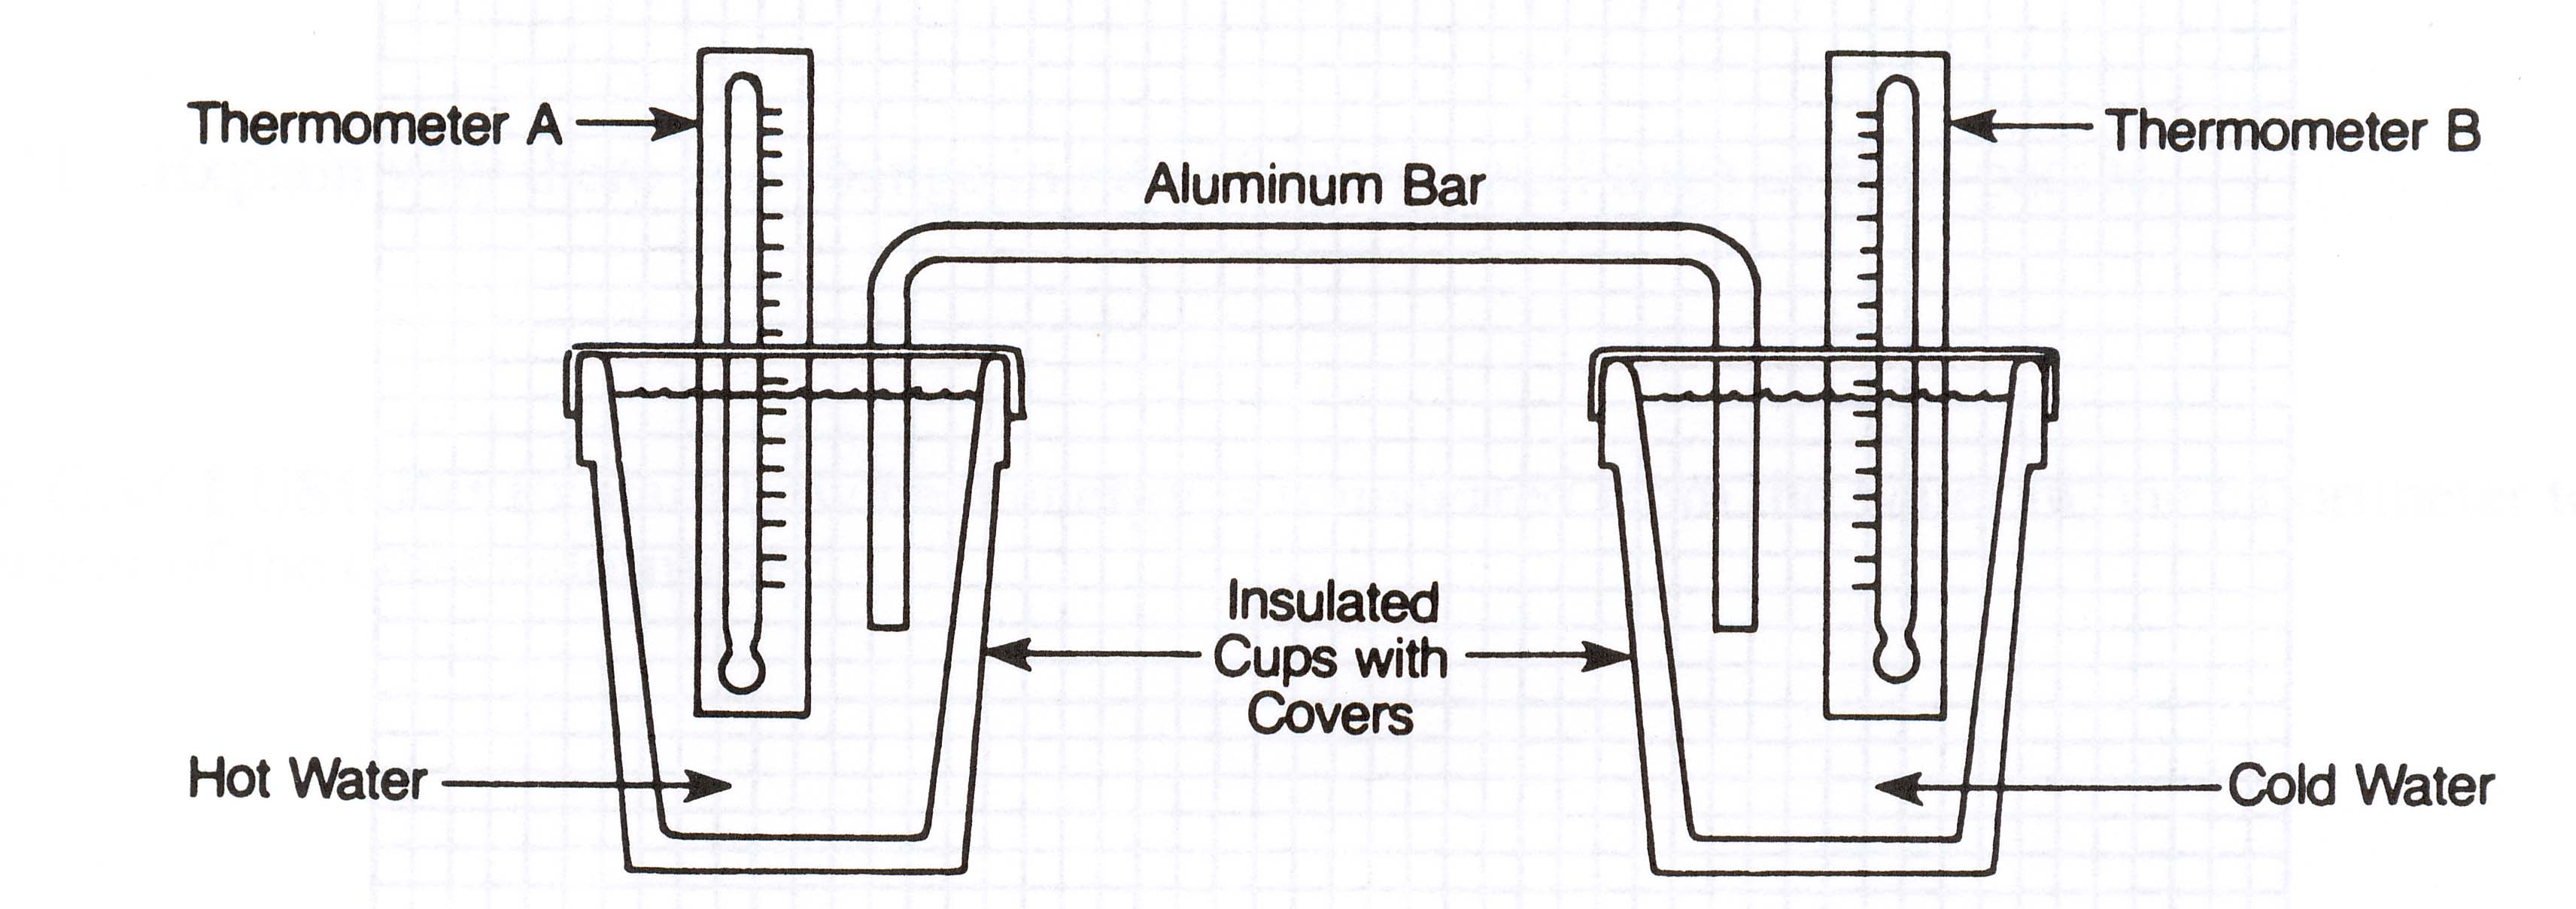 Thermometer A
Thermometer B
Aluminum Bar
Insulated
Cups with
Covers
Hot Water
Cold Water